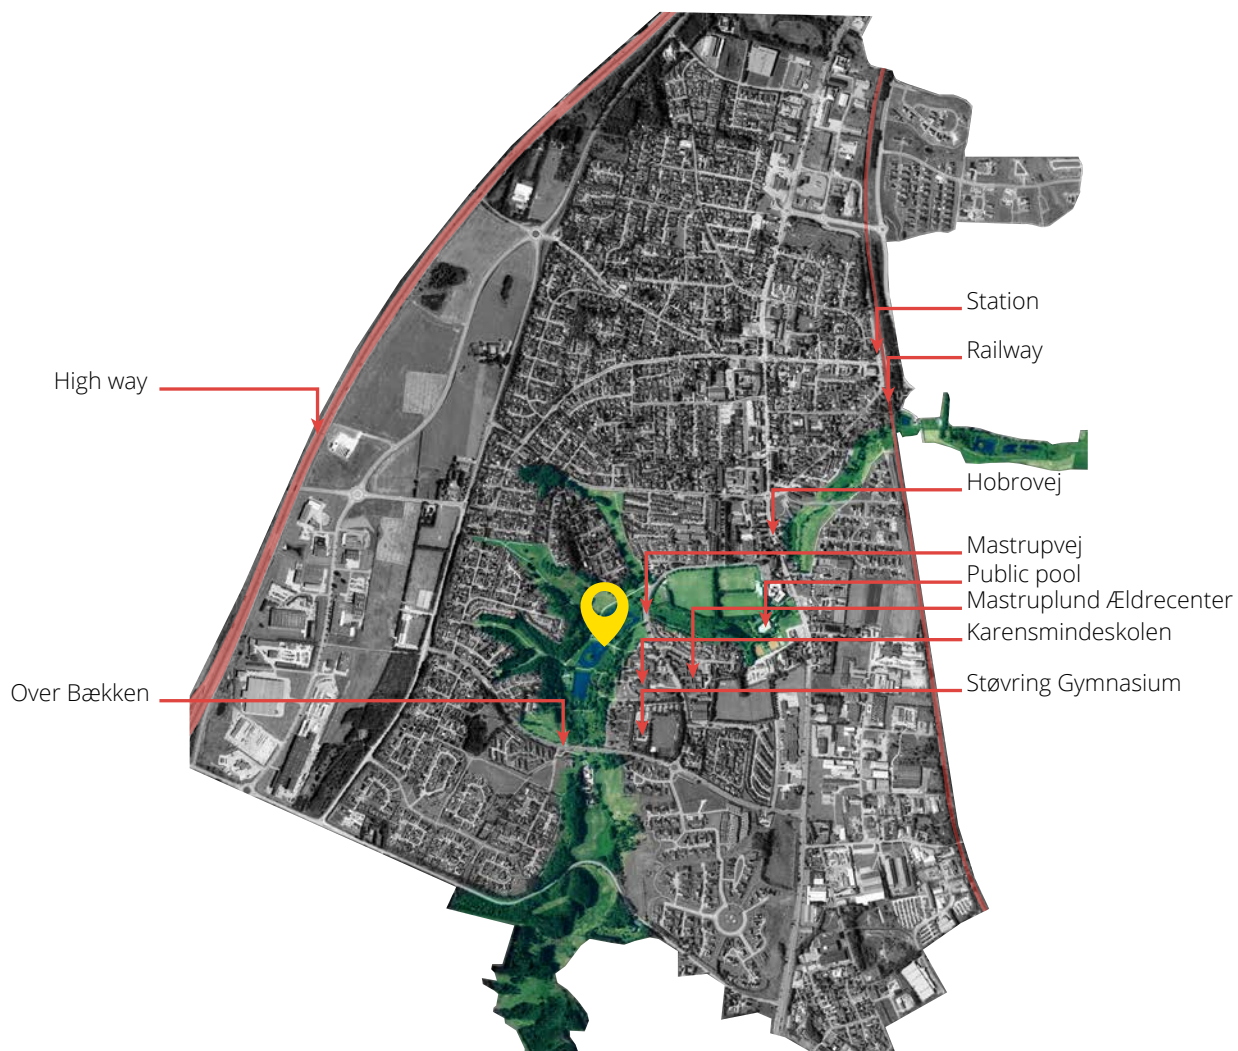 Station
Railway
High way
Hobrovej
Mastrupvej
Public pool
Mastruplund Ældrecenter
Karensmindeskolen
Over Bækken
Støvring Gymnasium